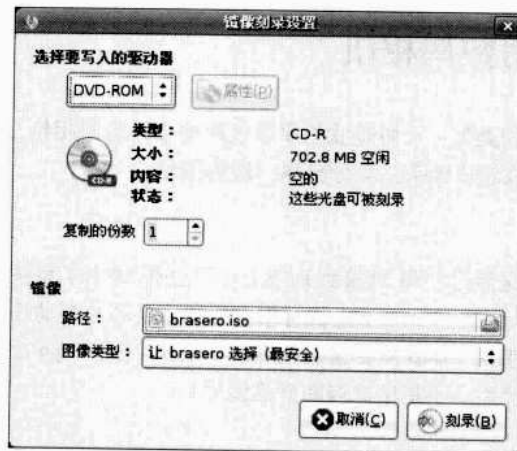 镜像刻录设置
选择要写入的驱动器
DVD-ROM 属性(P)
类型： CD-R
大小： 702.8 MB 空闲
内容： 空的
状态： 这些光盘可被刻录
复制的份数 1
镜像
路径： brasero.iso
图像类型： 让 brasero 选择 (最安全)
取消(C) 刻录(B)